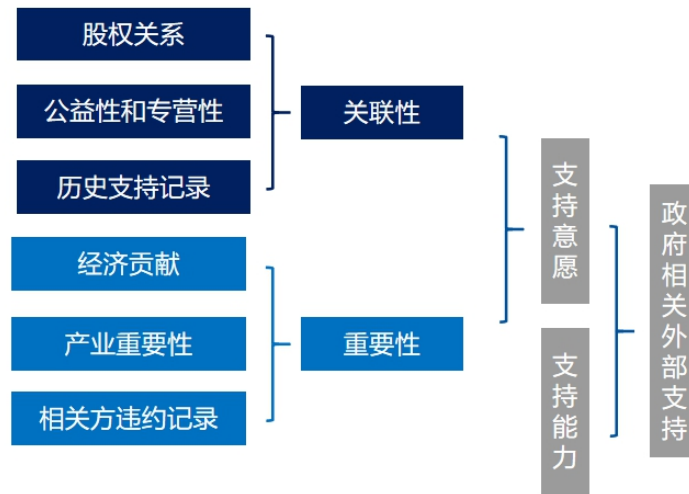 股权关系
公益性和专营性
关联性
历史支持记录
经济贡献
产业重要性
重要性
相关方违约记录
支持意愿
支持能力
政府相关外部支持